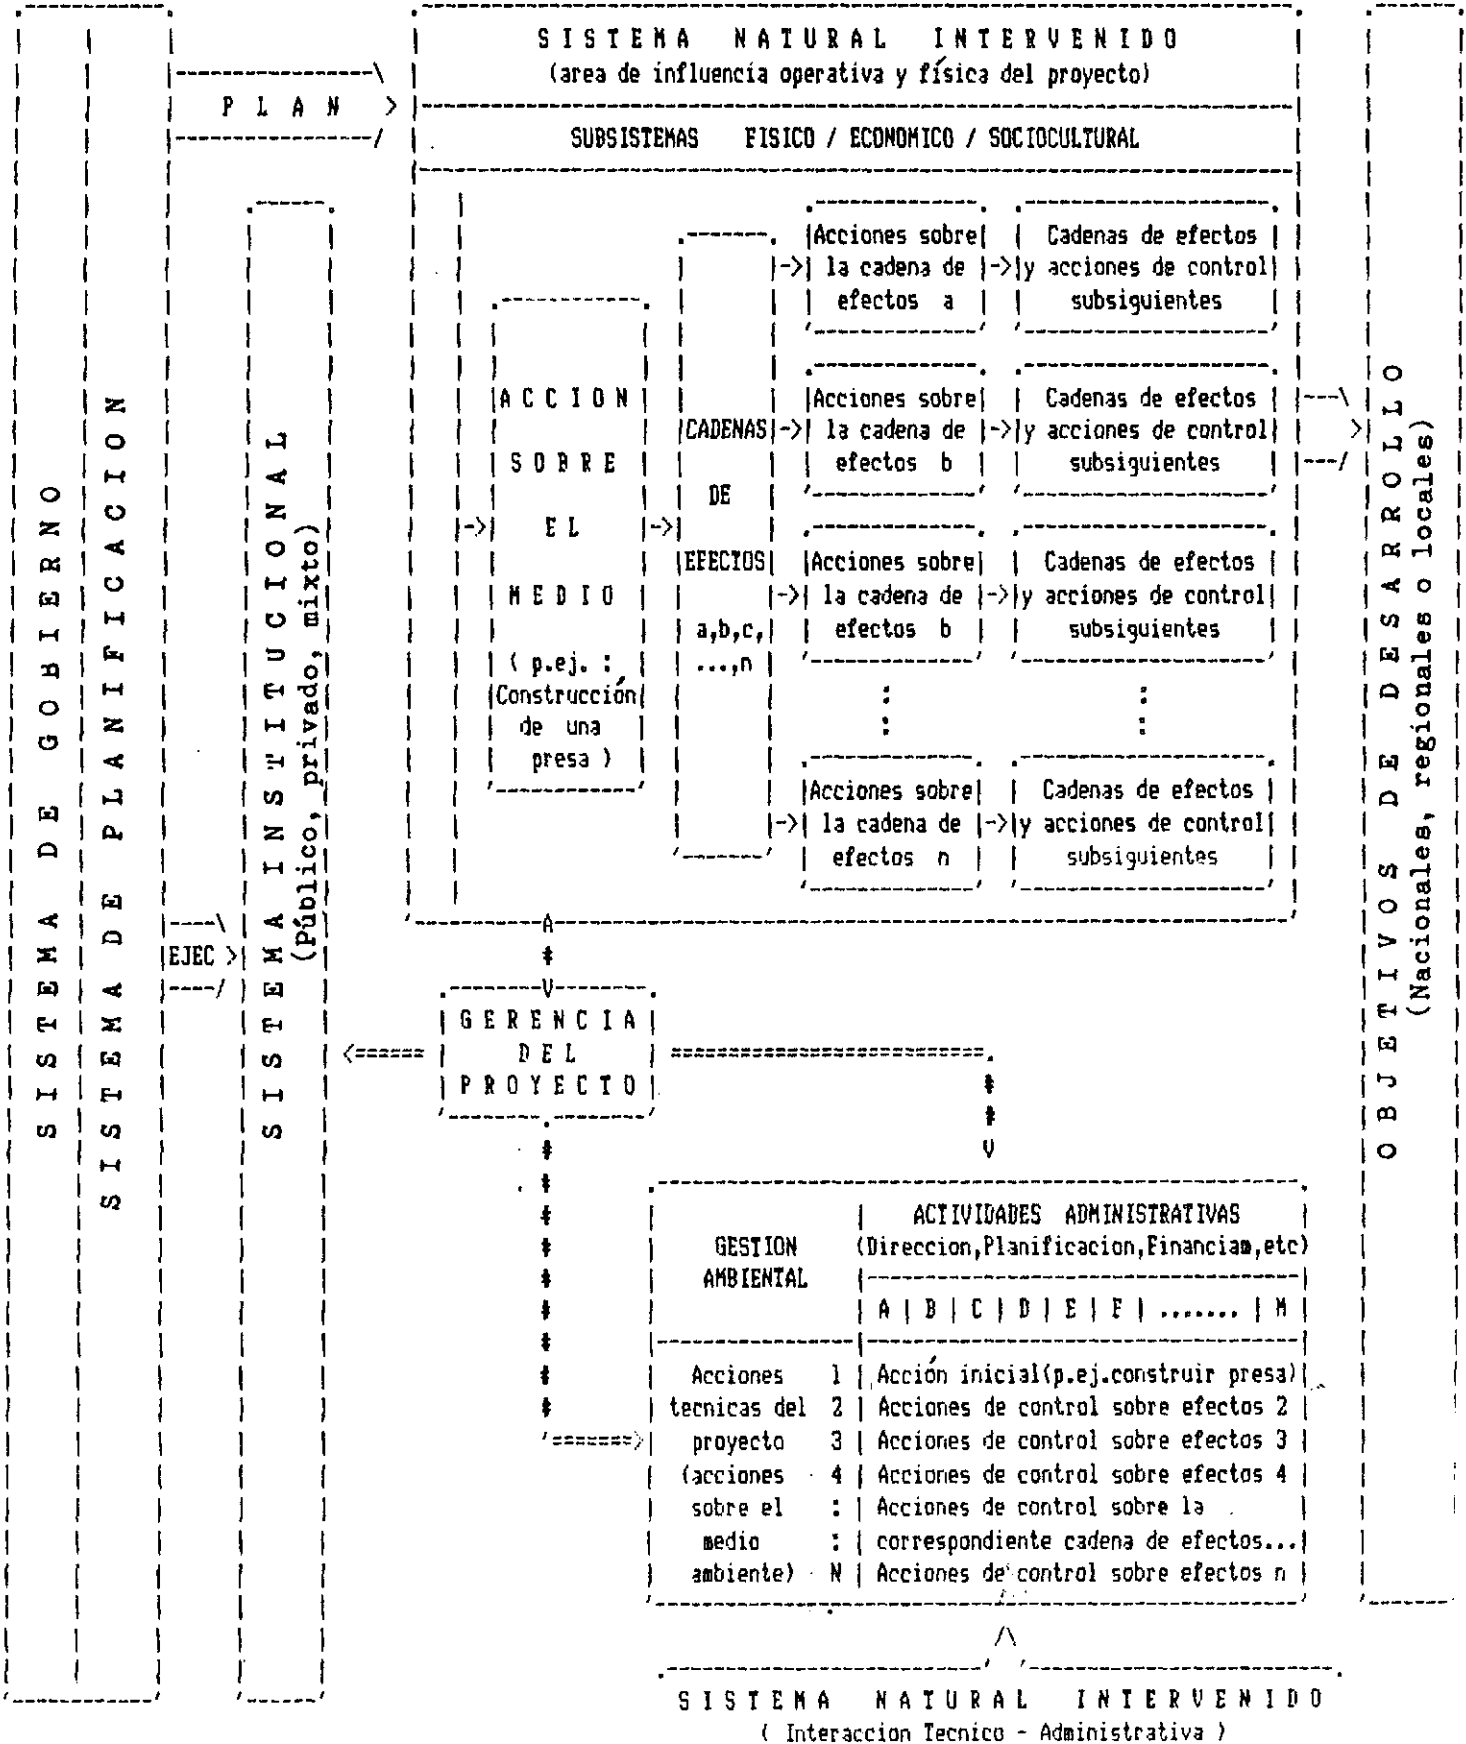 SISTEMA DE GOBIERNO
SISTEMA DE PLANIFICACION
PLAN
EJEC
SISTEMA INSTITUCIONAL
(Público, privado, mixto)
SISTEMA NATURAL INTERVENIDO
(area de influencia operativa y física del proyecto)
SUBSISTEMAS FISICO / ECONOMICO / SOCIOCULTURAL
ACCION
SOBRE
EL
MEDIO
( p.ej. :
Construcción
de una
presa )
CADENAS
DE
EFECTOS
a,b,c,
...,n
Acciones sobre
la cadena de
efectos a
Cadenas de efectos
y acciones de control
subsiguientes
Acciones sobre
la cadena de
efectos b
Cadenas de efectos
y acciones de control
subsiguientes
Acciones sobre
la cadena de
efectos b
Cadenas de efectos
y acciones de control
subsiguientes
Acciones sobre
la cadena de
efectos n
Cadenas de efectos
y acciones de control
subsiguientes
OBJETIVOS DE DESARROLLO
(Nacionales, regionales o locales)
GERENCIA
DEL
PROYECTO
GESTION
AMBIENTAL
ACTIVIDADES ADMINISTRATIVAS
(Direccion,Planificacion,Financiam,etc)
A | B | C | D | E | F | ....... | M
Acciones 1 | Acción inicial(p.ej.construir presa)
tecnicas del 2 | Acciones de control sobre efectos 2
proyecto 3 | Acciones de control sobre efectos 3
(acciones 4 | Acciones de control sobre efectos 4
sobre el : | Acciones de control sobre la
medio : | correspondiente cadena de efectos...
ambiente) N | Acciones de control sobre efectos n
SISTEMA NATURAL INTERVENIDO
( Interaccion Tecnico - Administrativa )